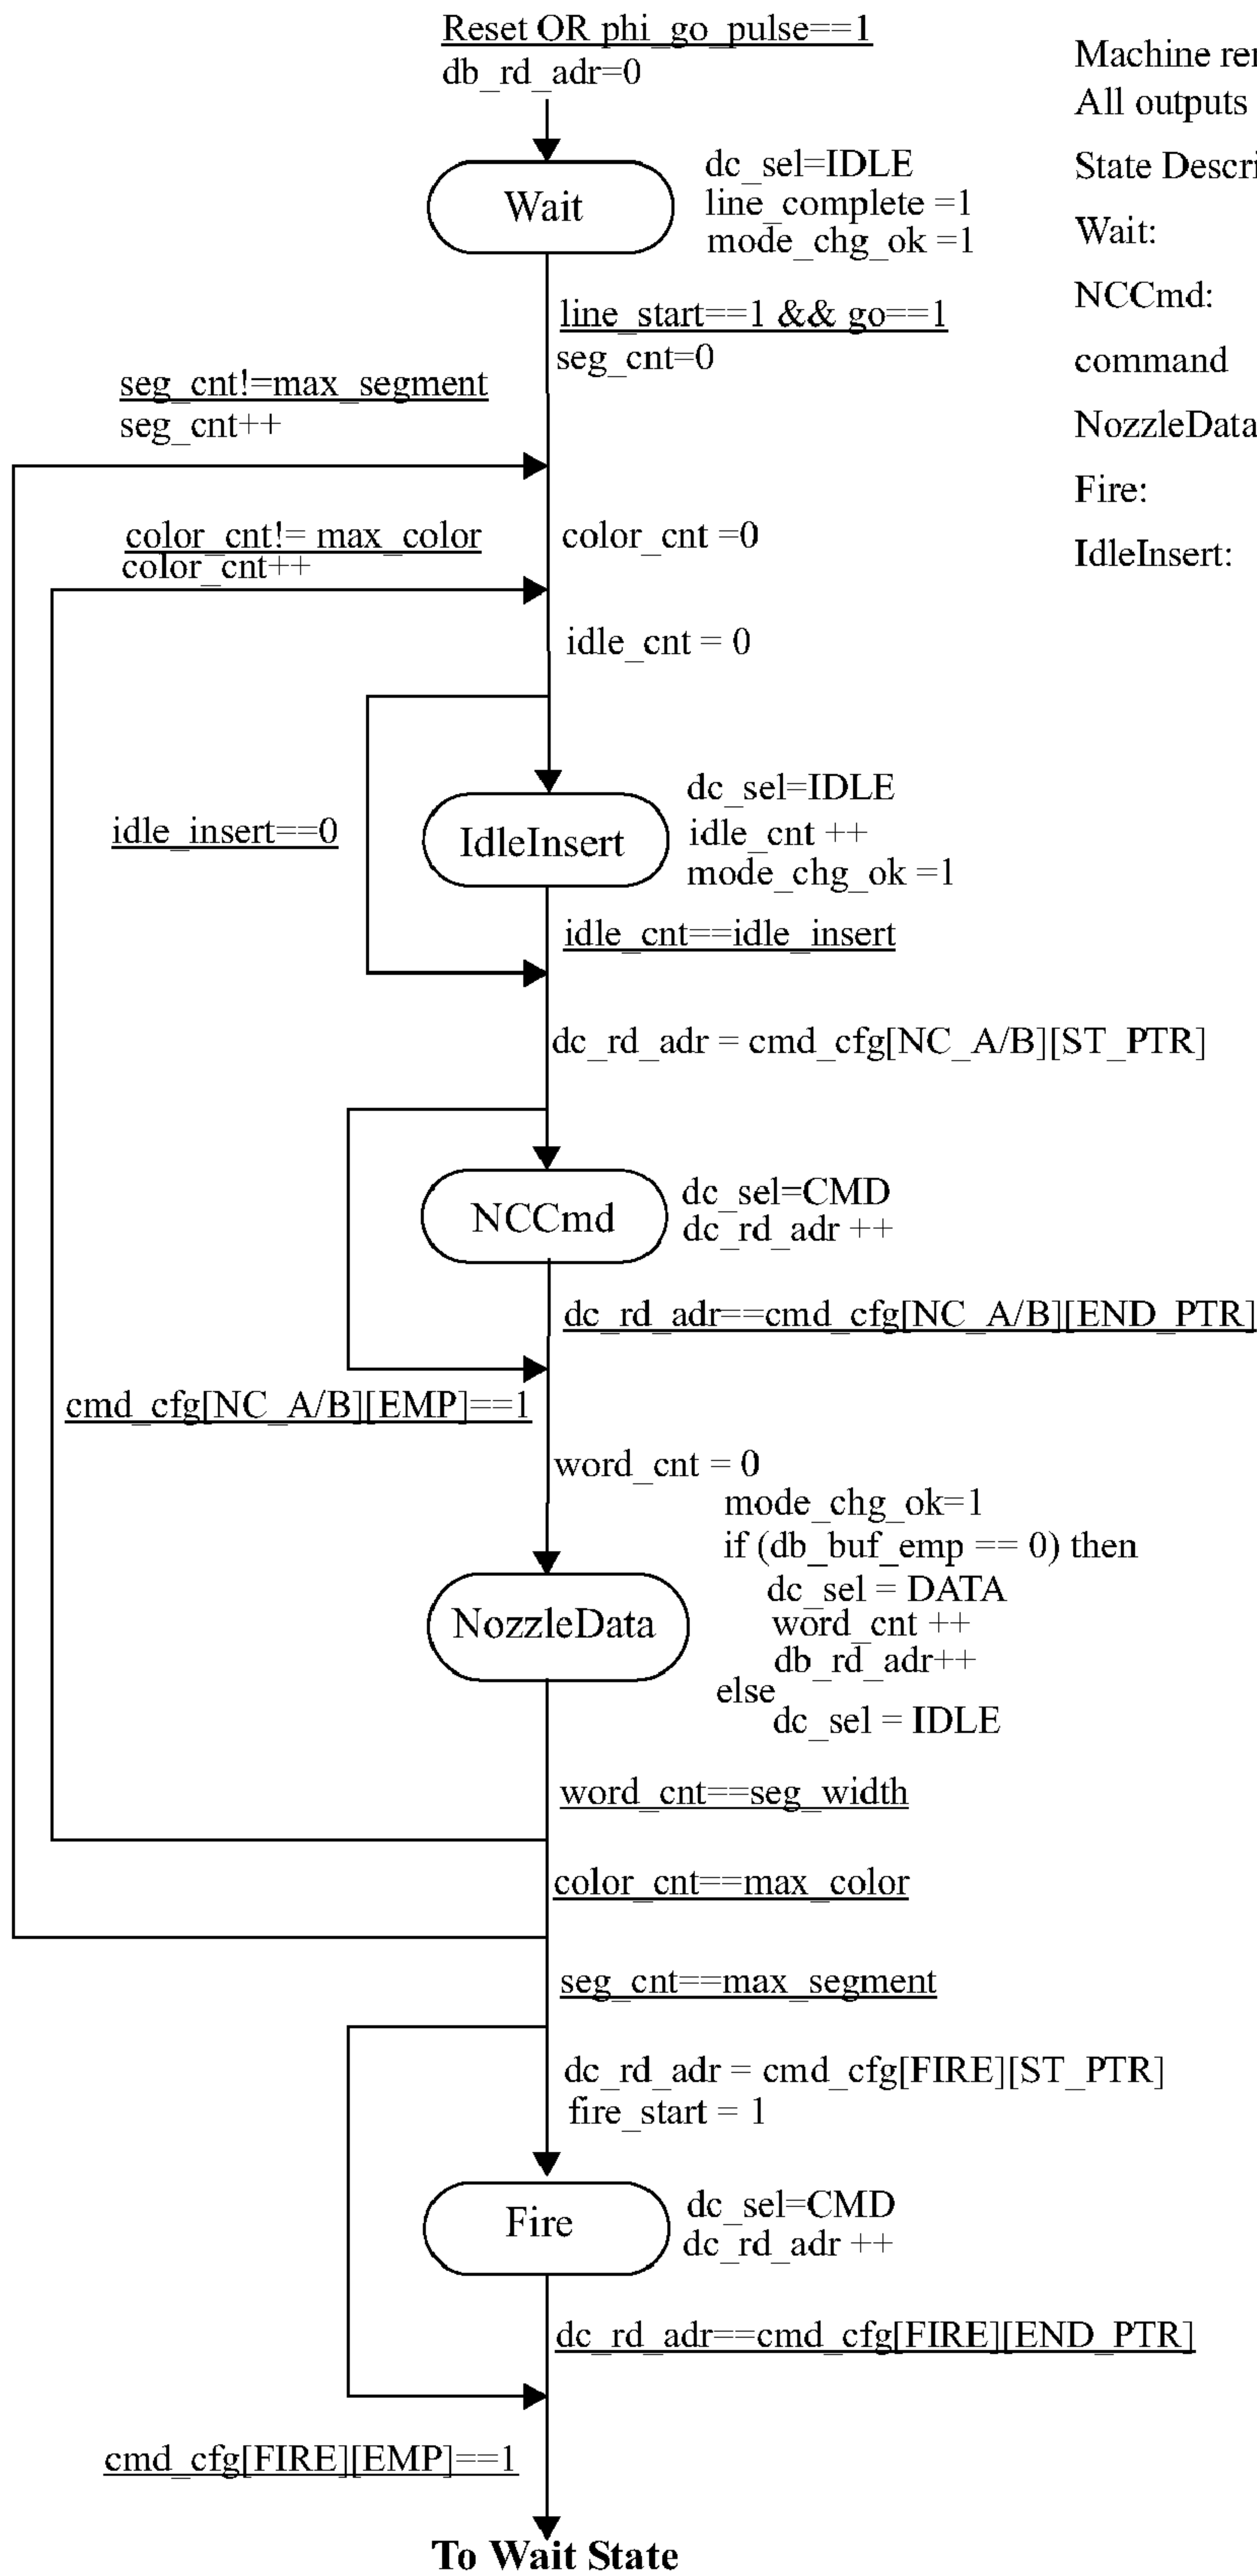 Reset OR phi_go_pulse==1
db_rd_adr=0
Wait
dc_sel=IDLE
line_complete =1
mode_chg_ok =1
line_start==1 && go==1
seg_cnt=0
seg_cnt!=max_segment
seg_cnt++
color_cnt =0
color_cnt!= max_color
color_cnt++
idle_cnt = 0
IdleInsert
dc_sel=IDLE
idle_cnt ++
mode_chg_ok =1
idle_insert==0
idle_cnt==idle_insert
dc_rd_adr = cmd_cfg[NC_A/B][ST_PTR]
NCCmd
dc_sel=CMD
dc_rd_adr ++
dc_rd_adr==cmd_cfg[NC_A/B][END_PTR]
cmd_cfg[NC_A/B][EMP]==1
word_cnt = 0
NozzleData
mode_chg_ok=1
if (db_buf_emp == 0) then
dc_sel = DATA
word_cnt ++
db_rd_adr++
else
dc_sel = IDLE
word_cnt==seg_width
color_cnt==max_color
seg_cnt==max_segment
dc_rd_adr = cmd_cfg[FIRE][ST_PTR]
fire_start = 1
Fire
dc_sel=CMD
dc_rd_adr ++
dc_rd_adr==cmd_cfg[FIRE][END_PTR]
cmd_cfg[FIRE][EMP]==1
To Wait State
Machine
All outputs
State
Wait:
NCCmd:
command
NozzleData
Fire:
IdleInsert: